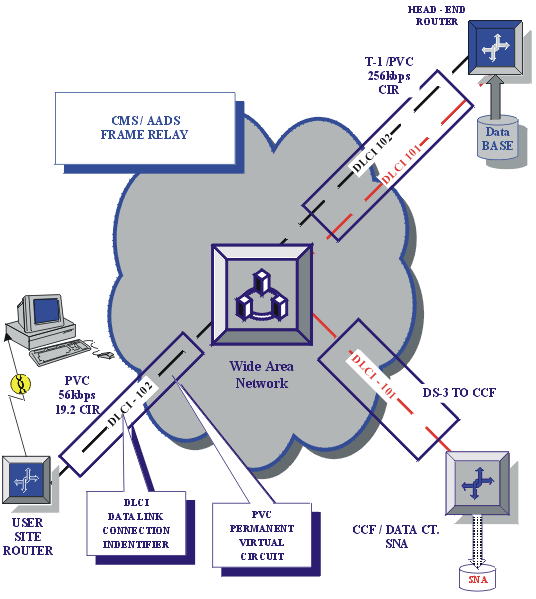 HEAD - END
ROUTER
T-1 /PVC
256kbps
CIR
CMS / AADS
FRAME RELAY
Data
BASE
DLCI 102
DLCI 101
Wide Area
Network
PVC
56kbps
19.2 CIR
DLCI - 102
DLCI - 101
DS-3 TO CCF
USER
SITE
ROUTER
DLCI
DATA LINK
CONNECTION
INDENTIFIER
PVC
PERMANENT
VIRTUAL
CIRCUIT
CCF / DATA CT.
SNA
SNA